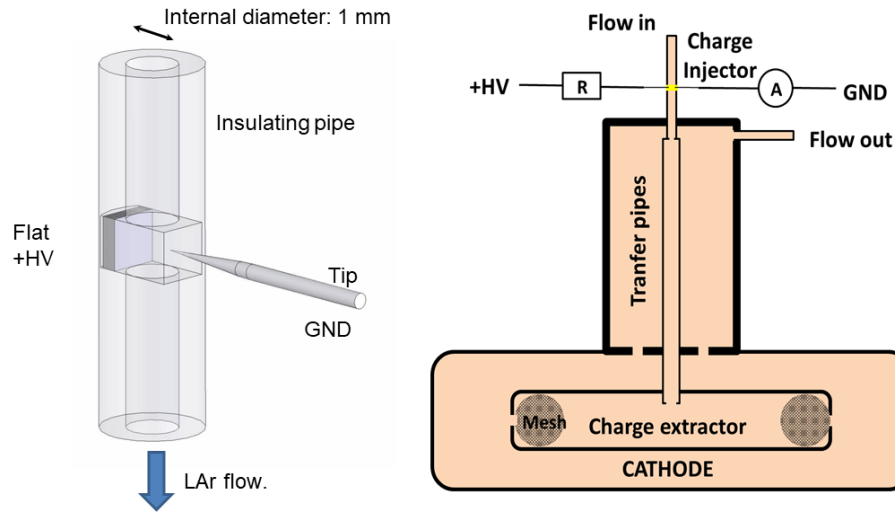 Internal diameter: 1 mm
Insulating pipe
Flat
+HV
Tip
GND
LAr flow.
Flow in
Charge
Injector
+HV
R
A
GND
Flow out
Tranfer pipes
Mesh
Charge extractor
CATHODE